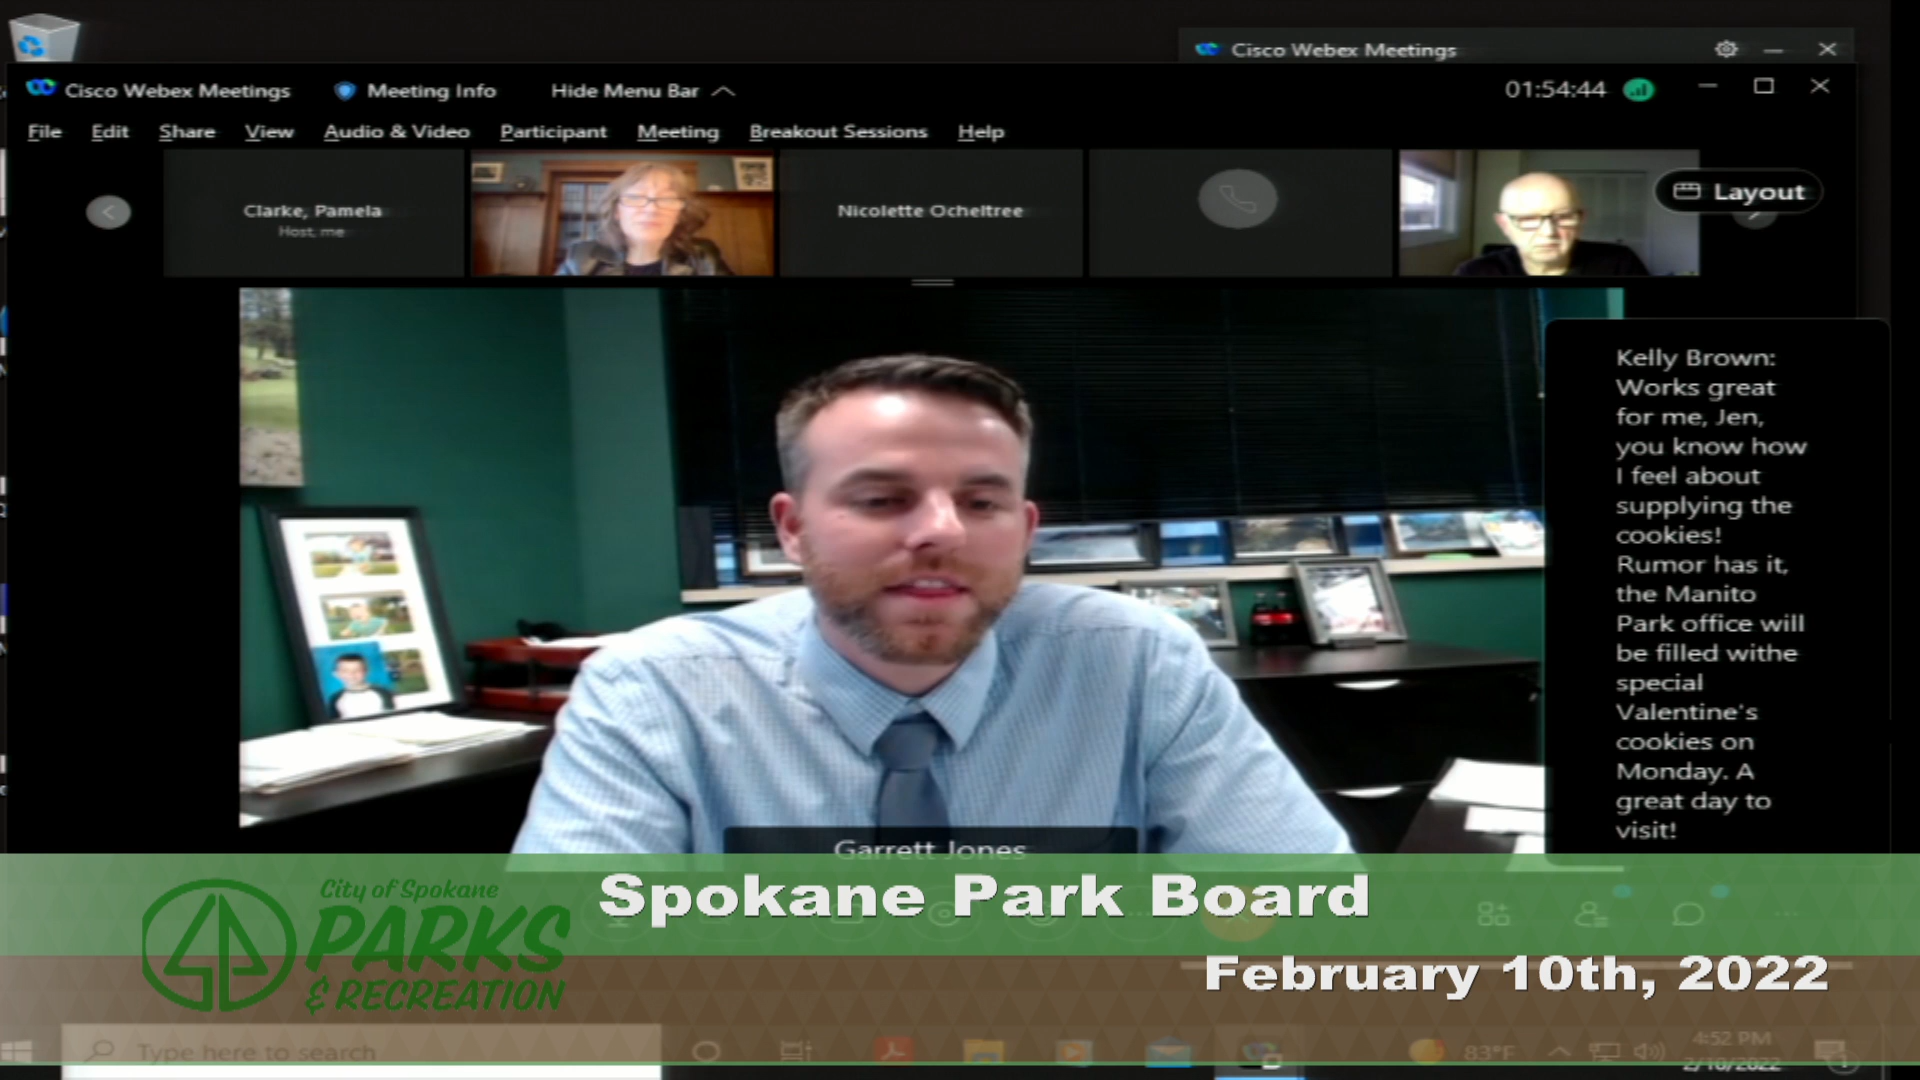 Cisco Webex Meetings
Cisco Webex Meetings Meeting Info Hide Menu Bar 01:54:44
File Edit Share View Audio & Video Participant Meeting Breakout Sessions Help
Clarke, Pamela
Host, me
Nicolette Ocheltree
Layout
Kelly Brown:
Works great
for me, Jen,
you know how
I feel about
supplying the
cookies!
Rumor has it,
the Manito
Park office will
be filled withe
special
Valentine's
cookies on
Monday. A
great day to
visit!
Garrett Jones
City of Spokane
PARKS
& RECREATION
Spokane Park Board
February 10th, 2022
Type here to search
83°F
4:52 PM
2/10/2022